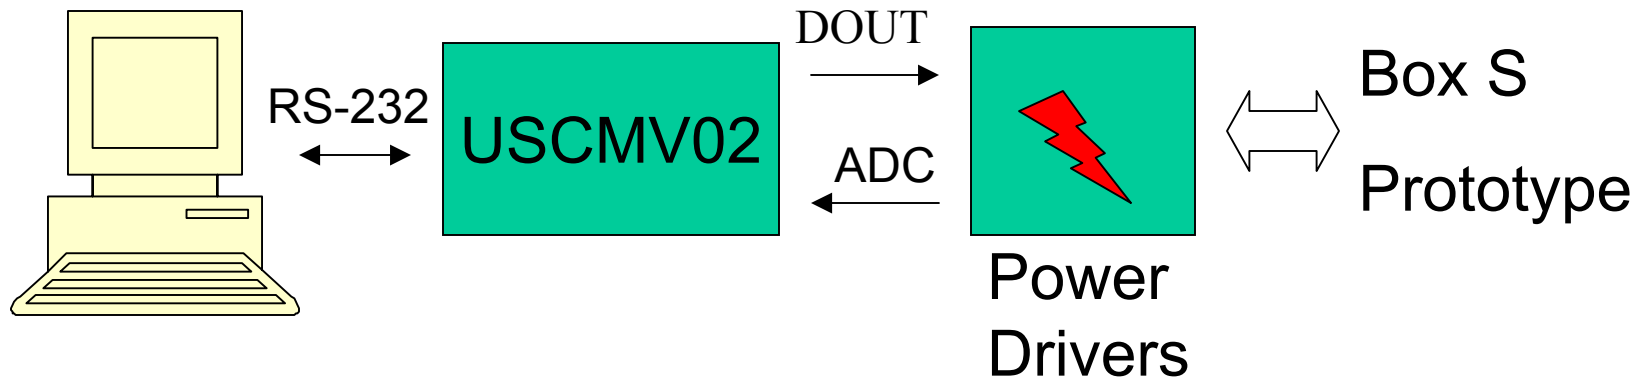 RS-232
USCMV02
DOUT
ADC
Power
Drivers
Box S
Prototype